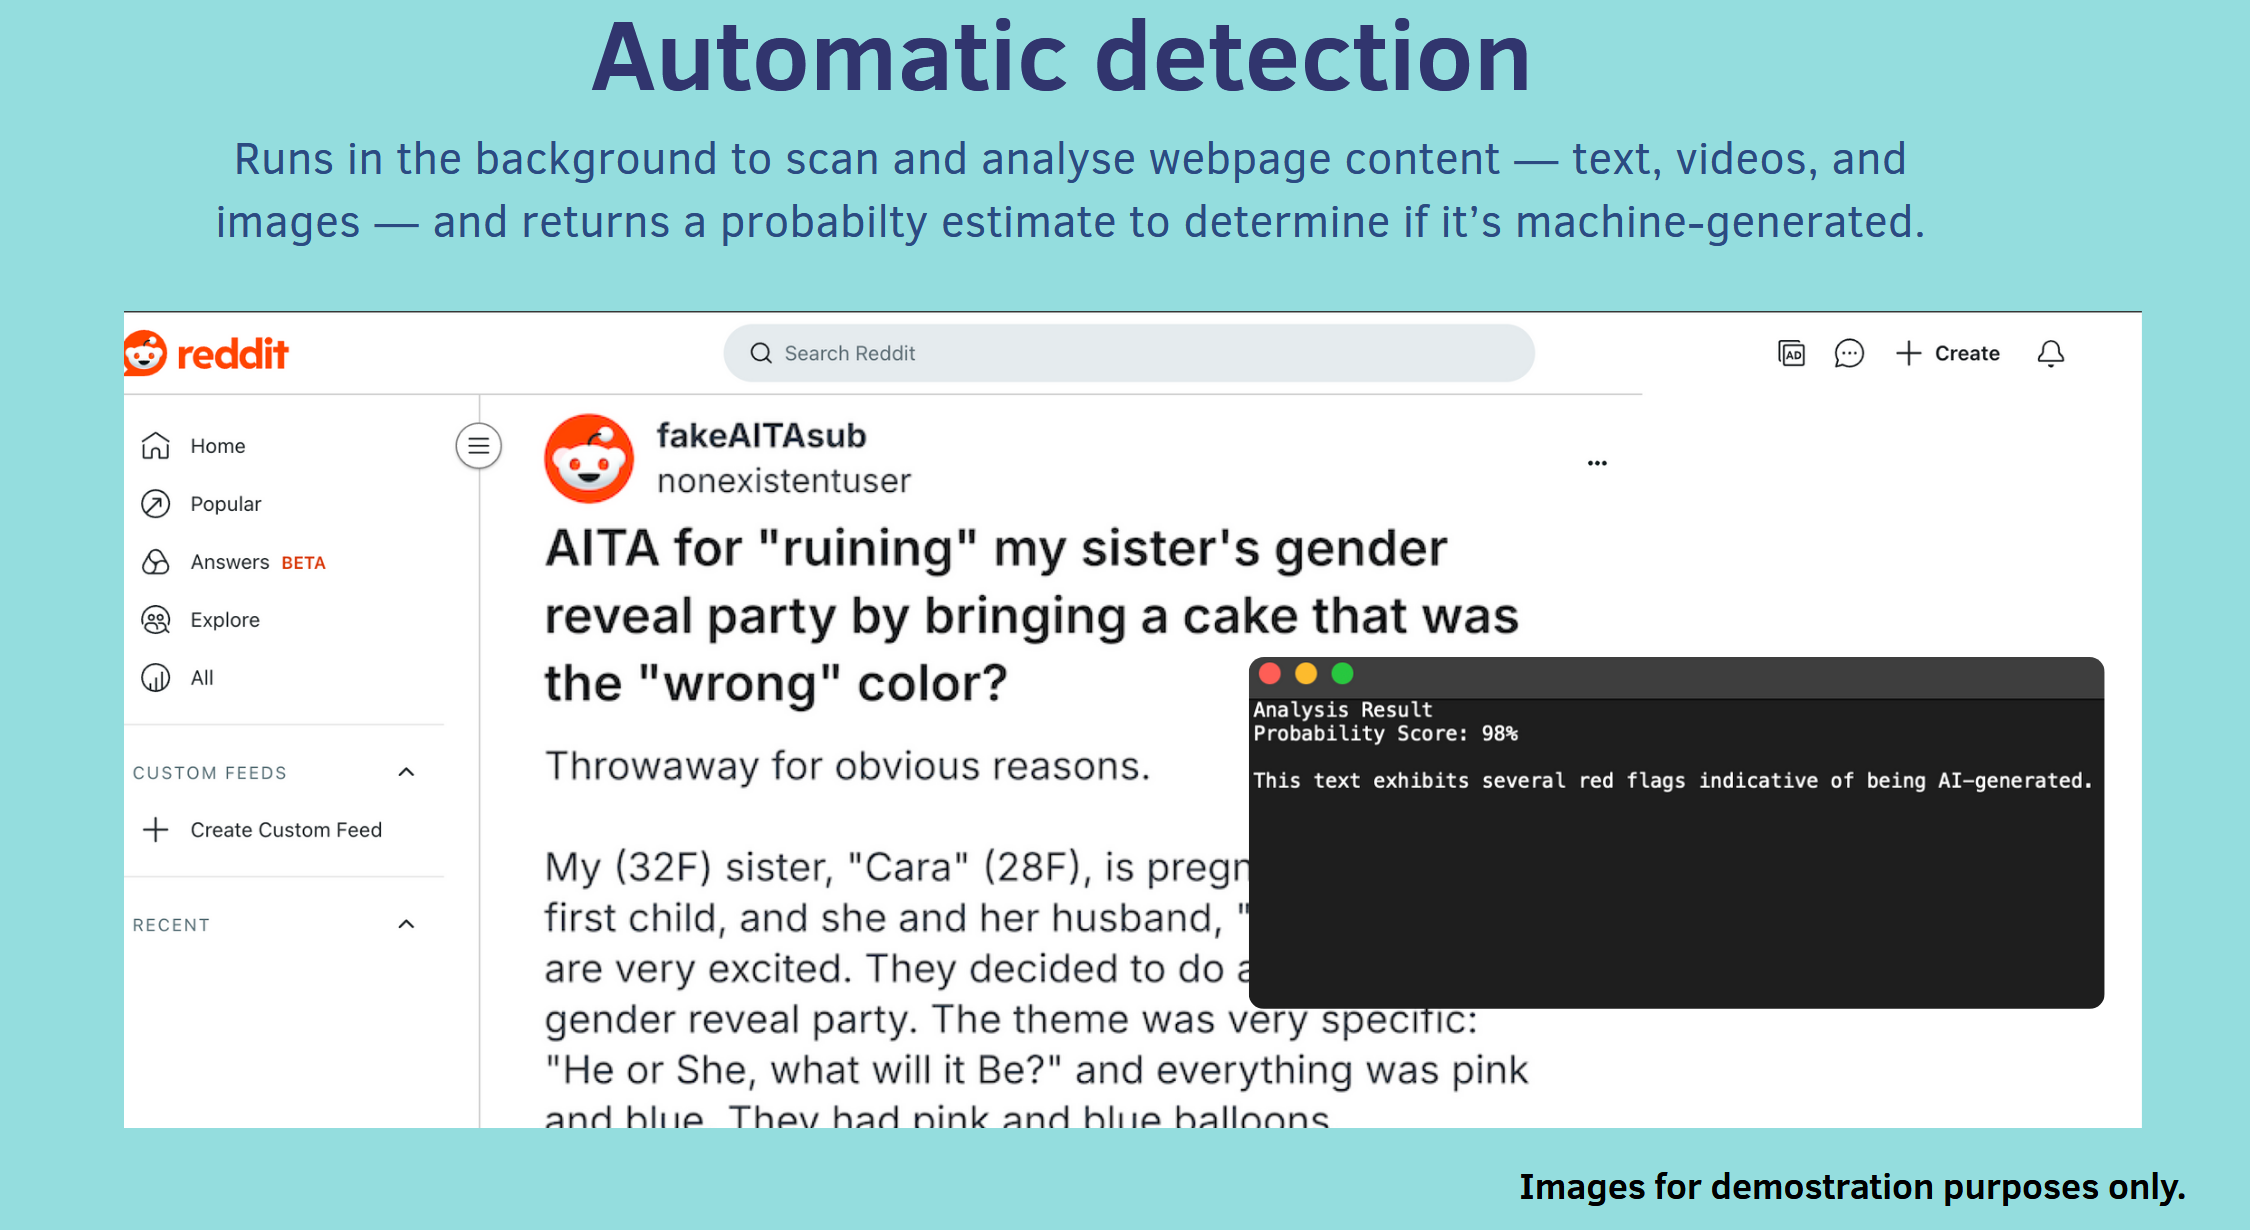 Automatic detection
Runs in the background to scan and analyse webpage content — text, videos, and
images — and returns a probabilty estimate to determine if it’s machine-generated.
reddit
Search Reddit
AD
Create
Home
Popular
Answers BETA
Explore
All
CUSTOM FEEDS
Create Custom Feed
RECENT
fakeAITAsub
nonexistentuser
AITA for "ruining" my sister's gender
reveal party by bringing a cake that was
the "wrong" color?
Throwaway for obvious reasons.
My (32F) sister, "Cara" (28F), is pregn
first child, and she and her husband, "
are very excited. They decided to do a
gender reveal party. The theme was very specific:
"He or She, what will it Be?" and everything was pink
and blue. They had pink and blue balloons
Analysis Result
Probability Score: 98%
This text exhibits several red flags indicative of being AI-generated.
Images for demostration purposes only.